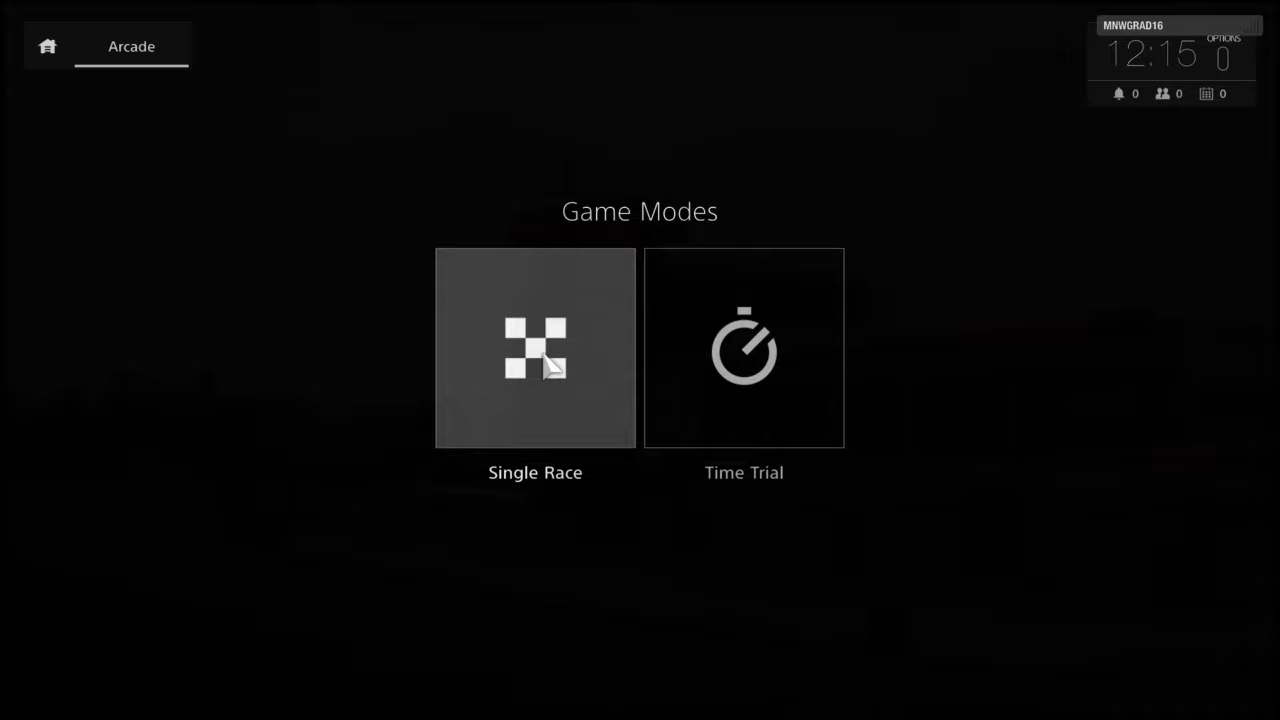 Arcade
MNWGRAD16
12:15
OPTIONS
0
0
0
0
Game Modes
Single Race
Time Trial